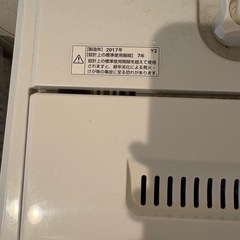 【製造年】2017年 Y2
【設計上の標準使用期間】 7年
設計上の標準使用期間を超えて使用
されますと、経年劣化による発火・
けが等の事故に至る恐れがあります。